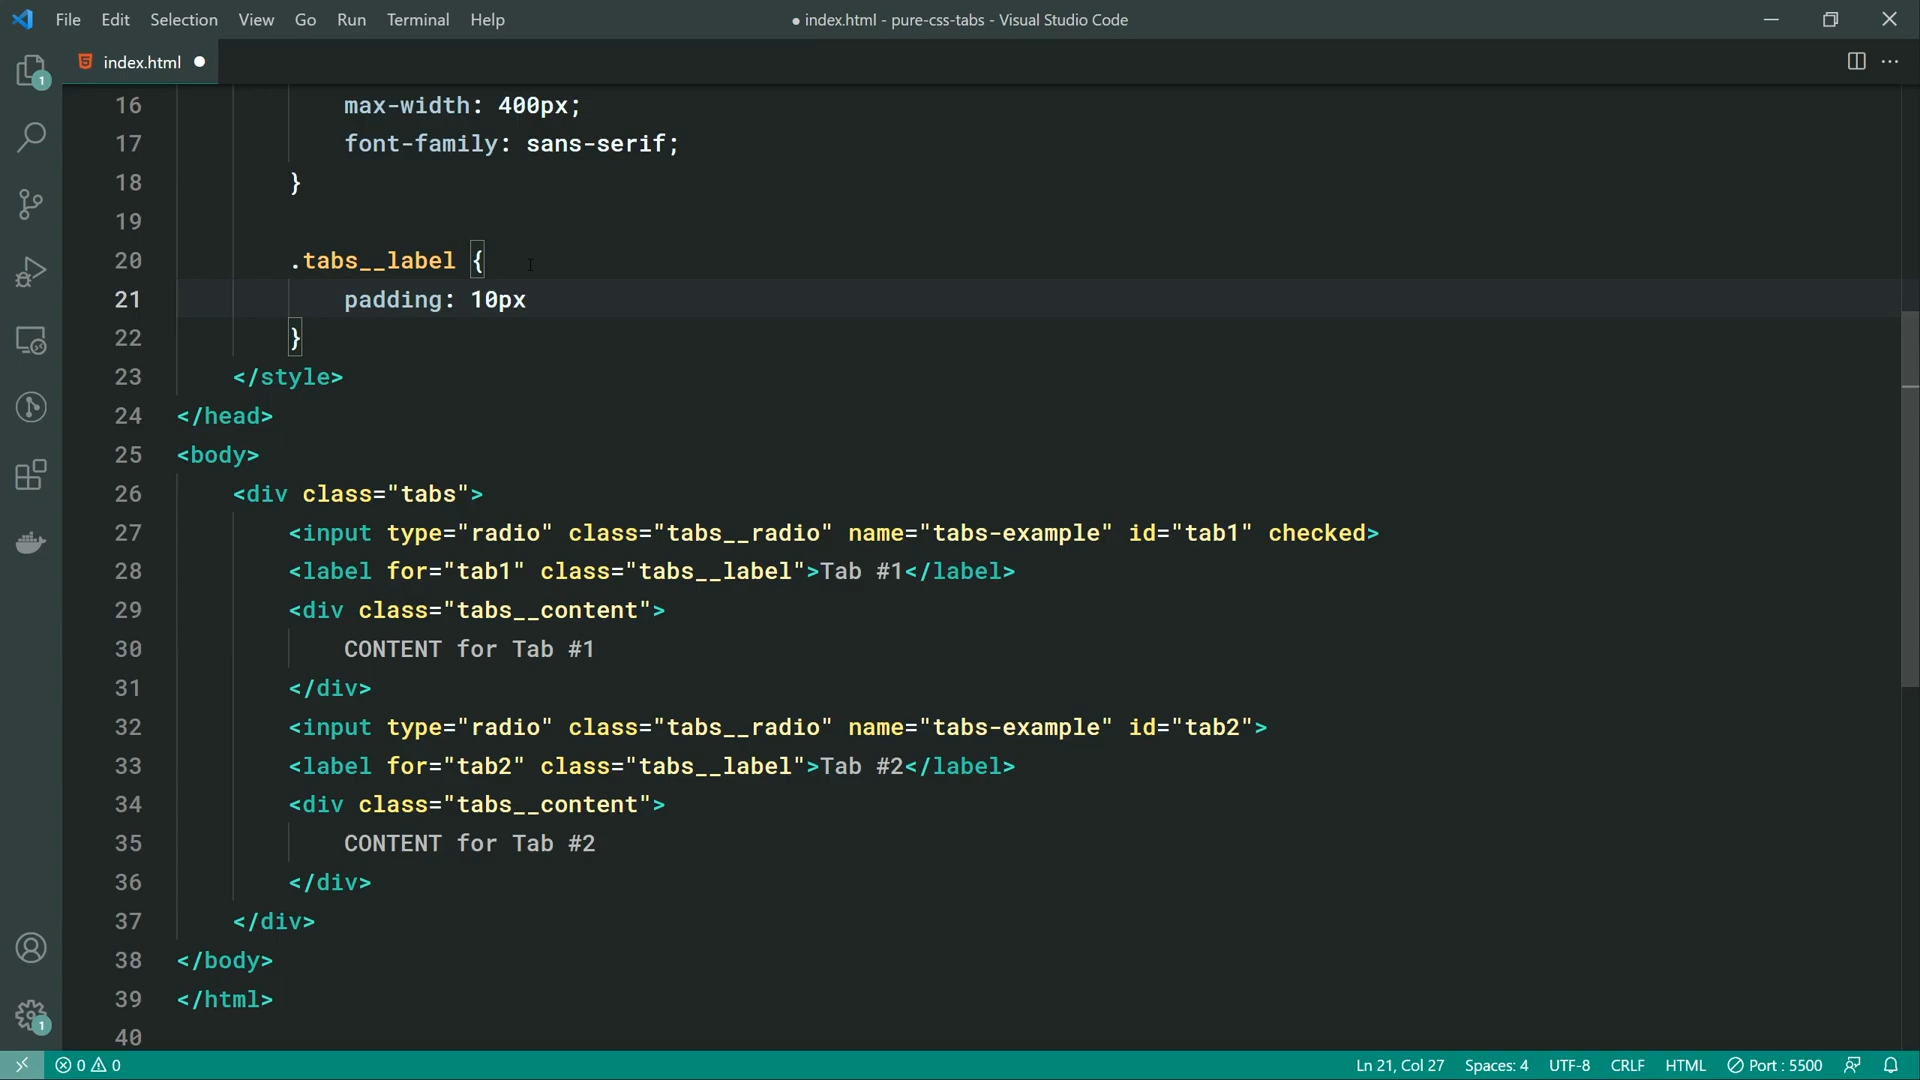 File Edit Selection View Go Run Terminal Help ● index.html - pure-css-tabs - Visual Studio Code
index.html
1
16 max-width: 400px;
17 font-family: sans-serif;
18 }
19
20 .tabs__label {
21 padding: 10px
22 }
23 </style>
24 </head>
25 <body>
26 <div class="tabs">
27 <input type="radio" class="tabs__radio" name="tabs-example" id="tab1" checked>
28 <label for="tab1" class="tabs__label">Tab #1</label>
29 <div class="tabs__content">
30 CONTENT for Tab #1
31 </div>
32 <input type="radio" class="tabs__radio" name="tabs-example" id="tab2">
33 <label for="tab2" class="tabs__label">Tab #2</label>
34 <div class="tabs__content">
35 CONTENT for Tab #2
36 </div>
37 </div>
38 </body>
39 </html>
1
40
0 0 Ln 21, Col 27 Spaces: 4 UTF-8 CRLF HTML Port : 5500